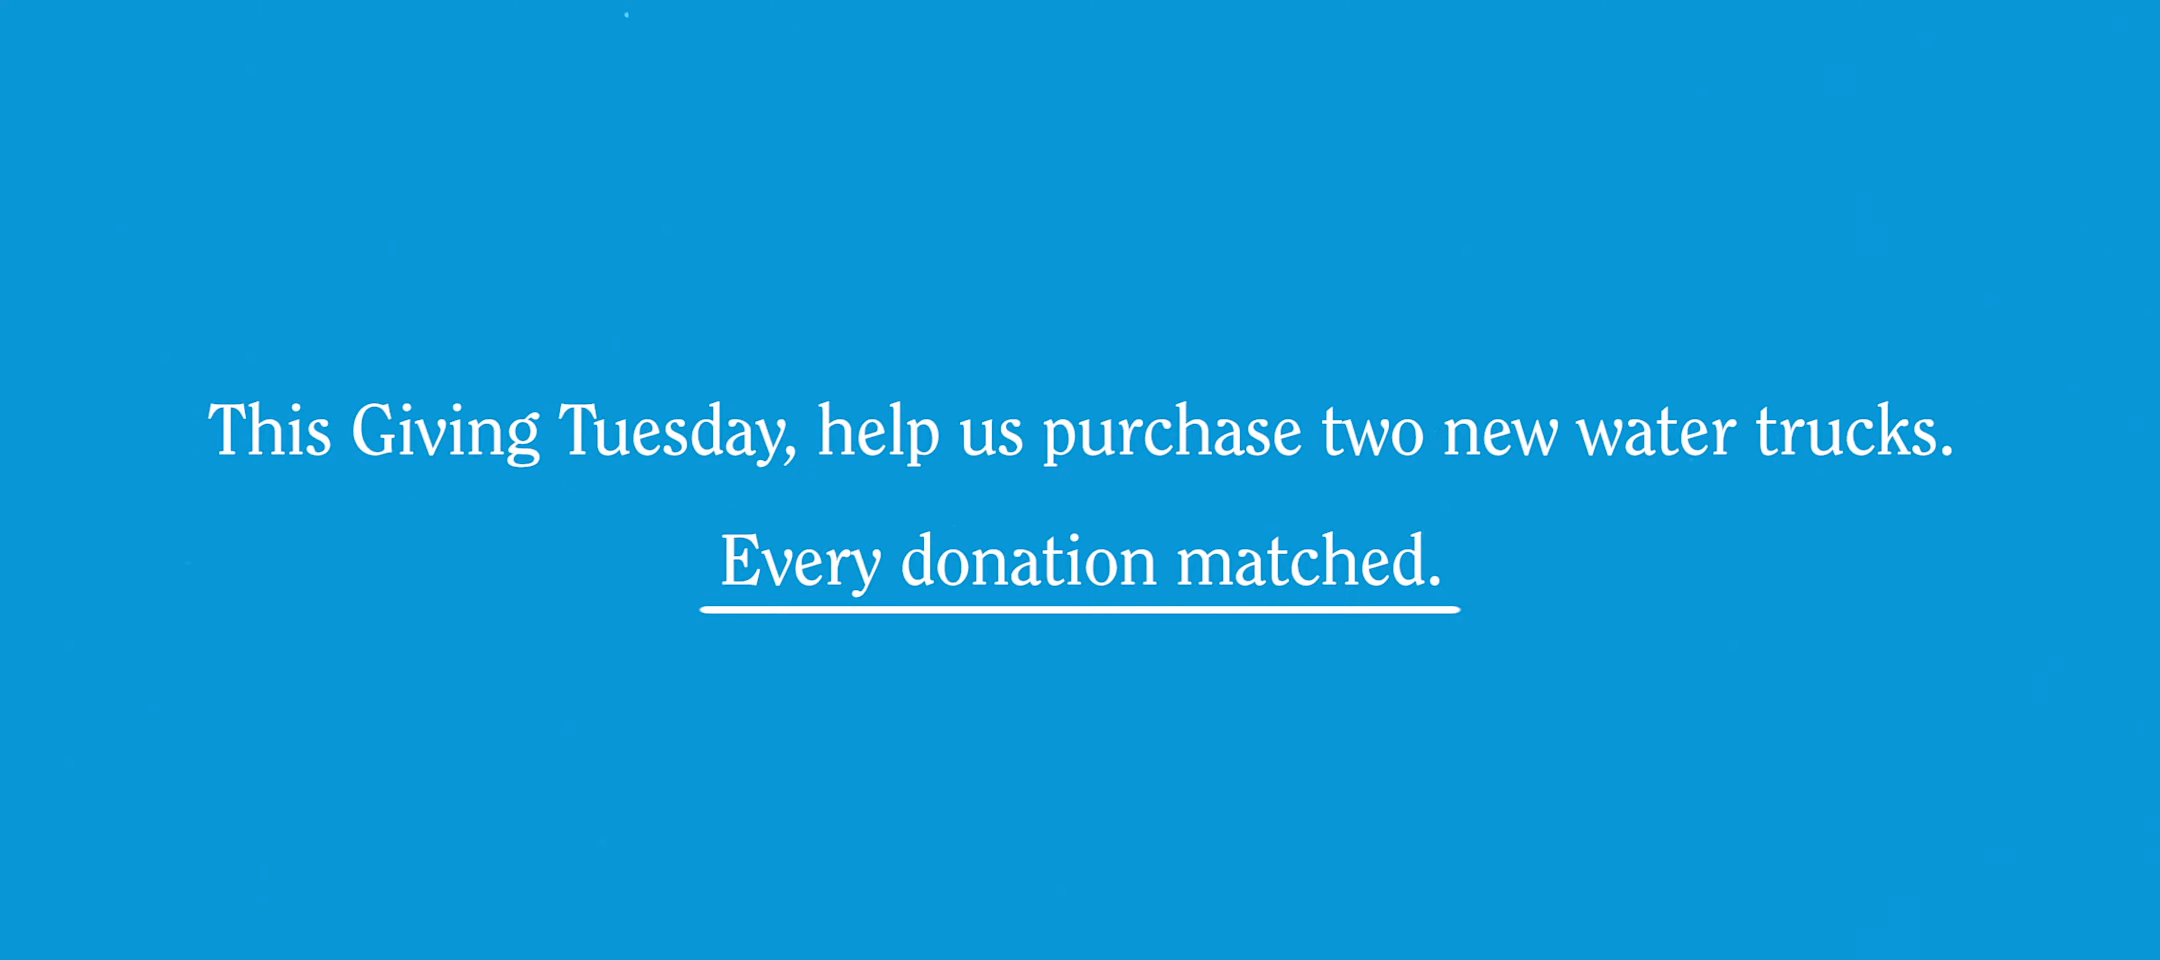 This Giving Tuesday, help us purchase two new water trucks.
Every donation matched.